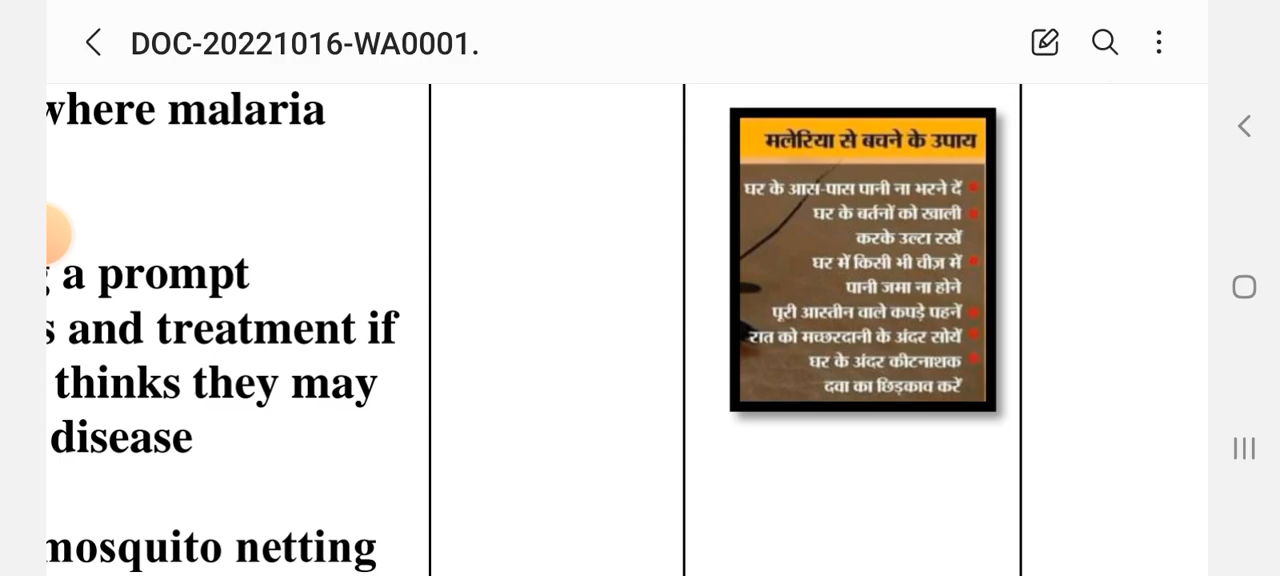 DOC-20221016-WA0001.
where malaria
a prompt
s and treatment if
thinks they may
disease
mosquito netting
मलेरिया से बचने के उपाय
घर के आस-पास पानी ना भरने दें
घर के बर्तनों को खाली
करके उल्टा रखें
घर में किसी भी चीज़ में
पानी जमा ना होने
पूरी आस्तीन वाले कपड़े पहनें
रात को मच्छरदानी के अंदर सोयें
घर के अंदर कीटनाशक
दवा का छिड़काव करें